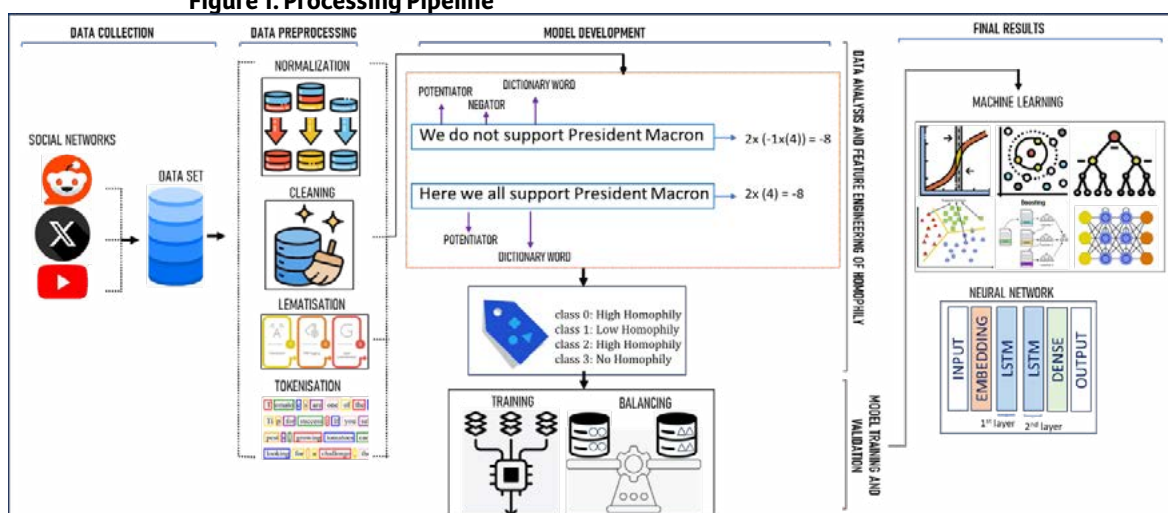 Figure 1. Processing Pipeline
DATA COLLECTION
DATA PREPROCESSING
MODEL DEVELOPMENT
FINAL RESULTS
SOCIAL NETWORKS
DATA SET
NORMALIZATION
CLEANING
LEMATISATION
TOKENISATION
POTENTIATOR
NEGATOR
DICTIONARY WORD
We do not support President Macron
2x (-1x(4)) = -8
Here we all support President Macron
2x (4) = -8
POTENTIATOR
DICTIONARY WORD
class 0: High Homophily
class 1: Low Homophily
class 2: High Homophily
class 3: No Homophily
TRAINING
BALANCING
DATA ANALYSIS AND FEATURE ENGINEERING OF HOMOPHILY
MODEL TRAINING AND
VALIDATION
MACHINE LEARNING
Boosting
NEURAL NETWORK
INPUT
EMBEDDING
LSTM
LSTM
DENSE
OUTPUT
1st layer
2nd layer